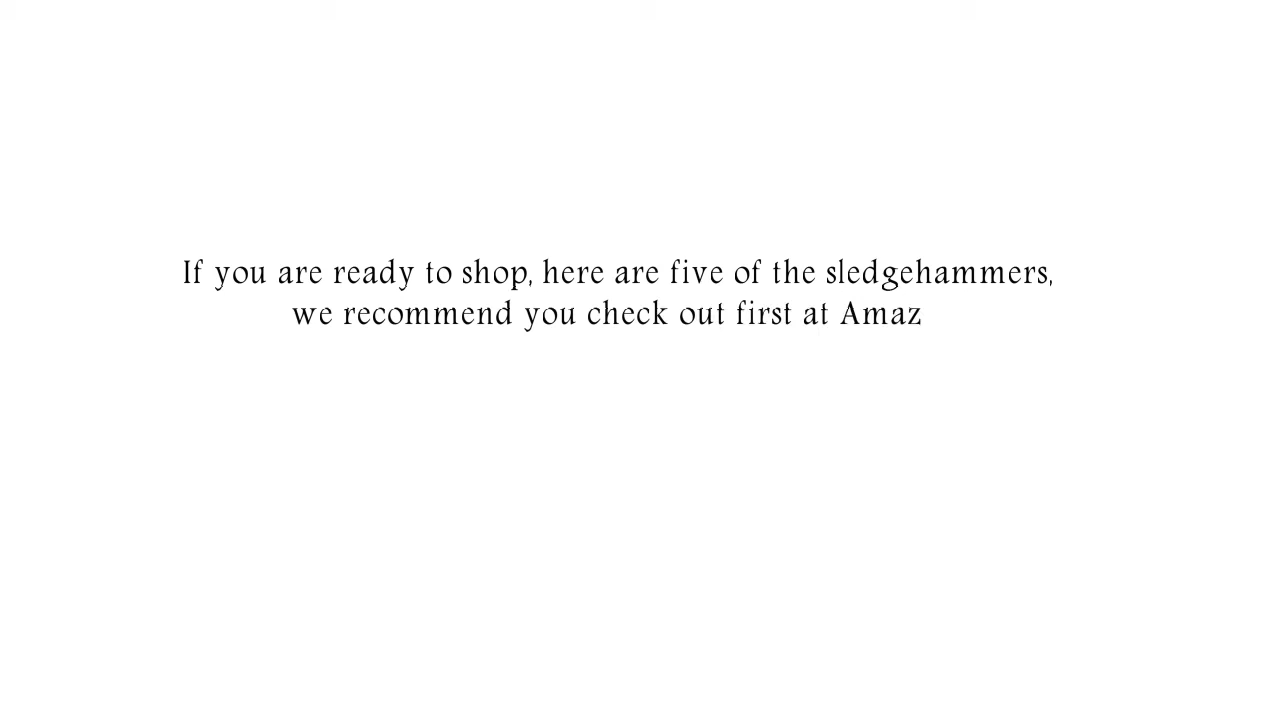 If you are ready to shop, here are five of the sledgehammers,
we recommend you check out first at Amaz